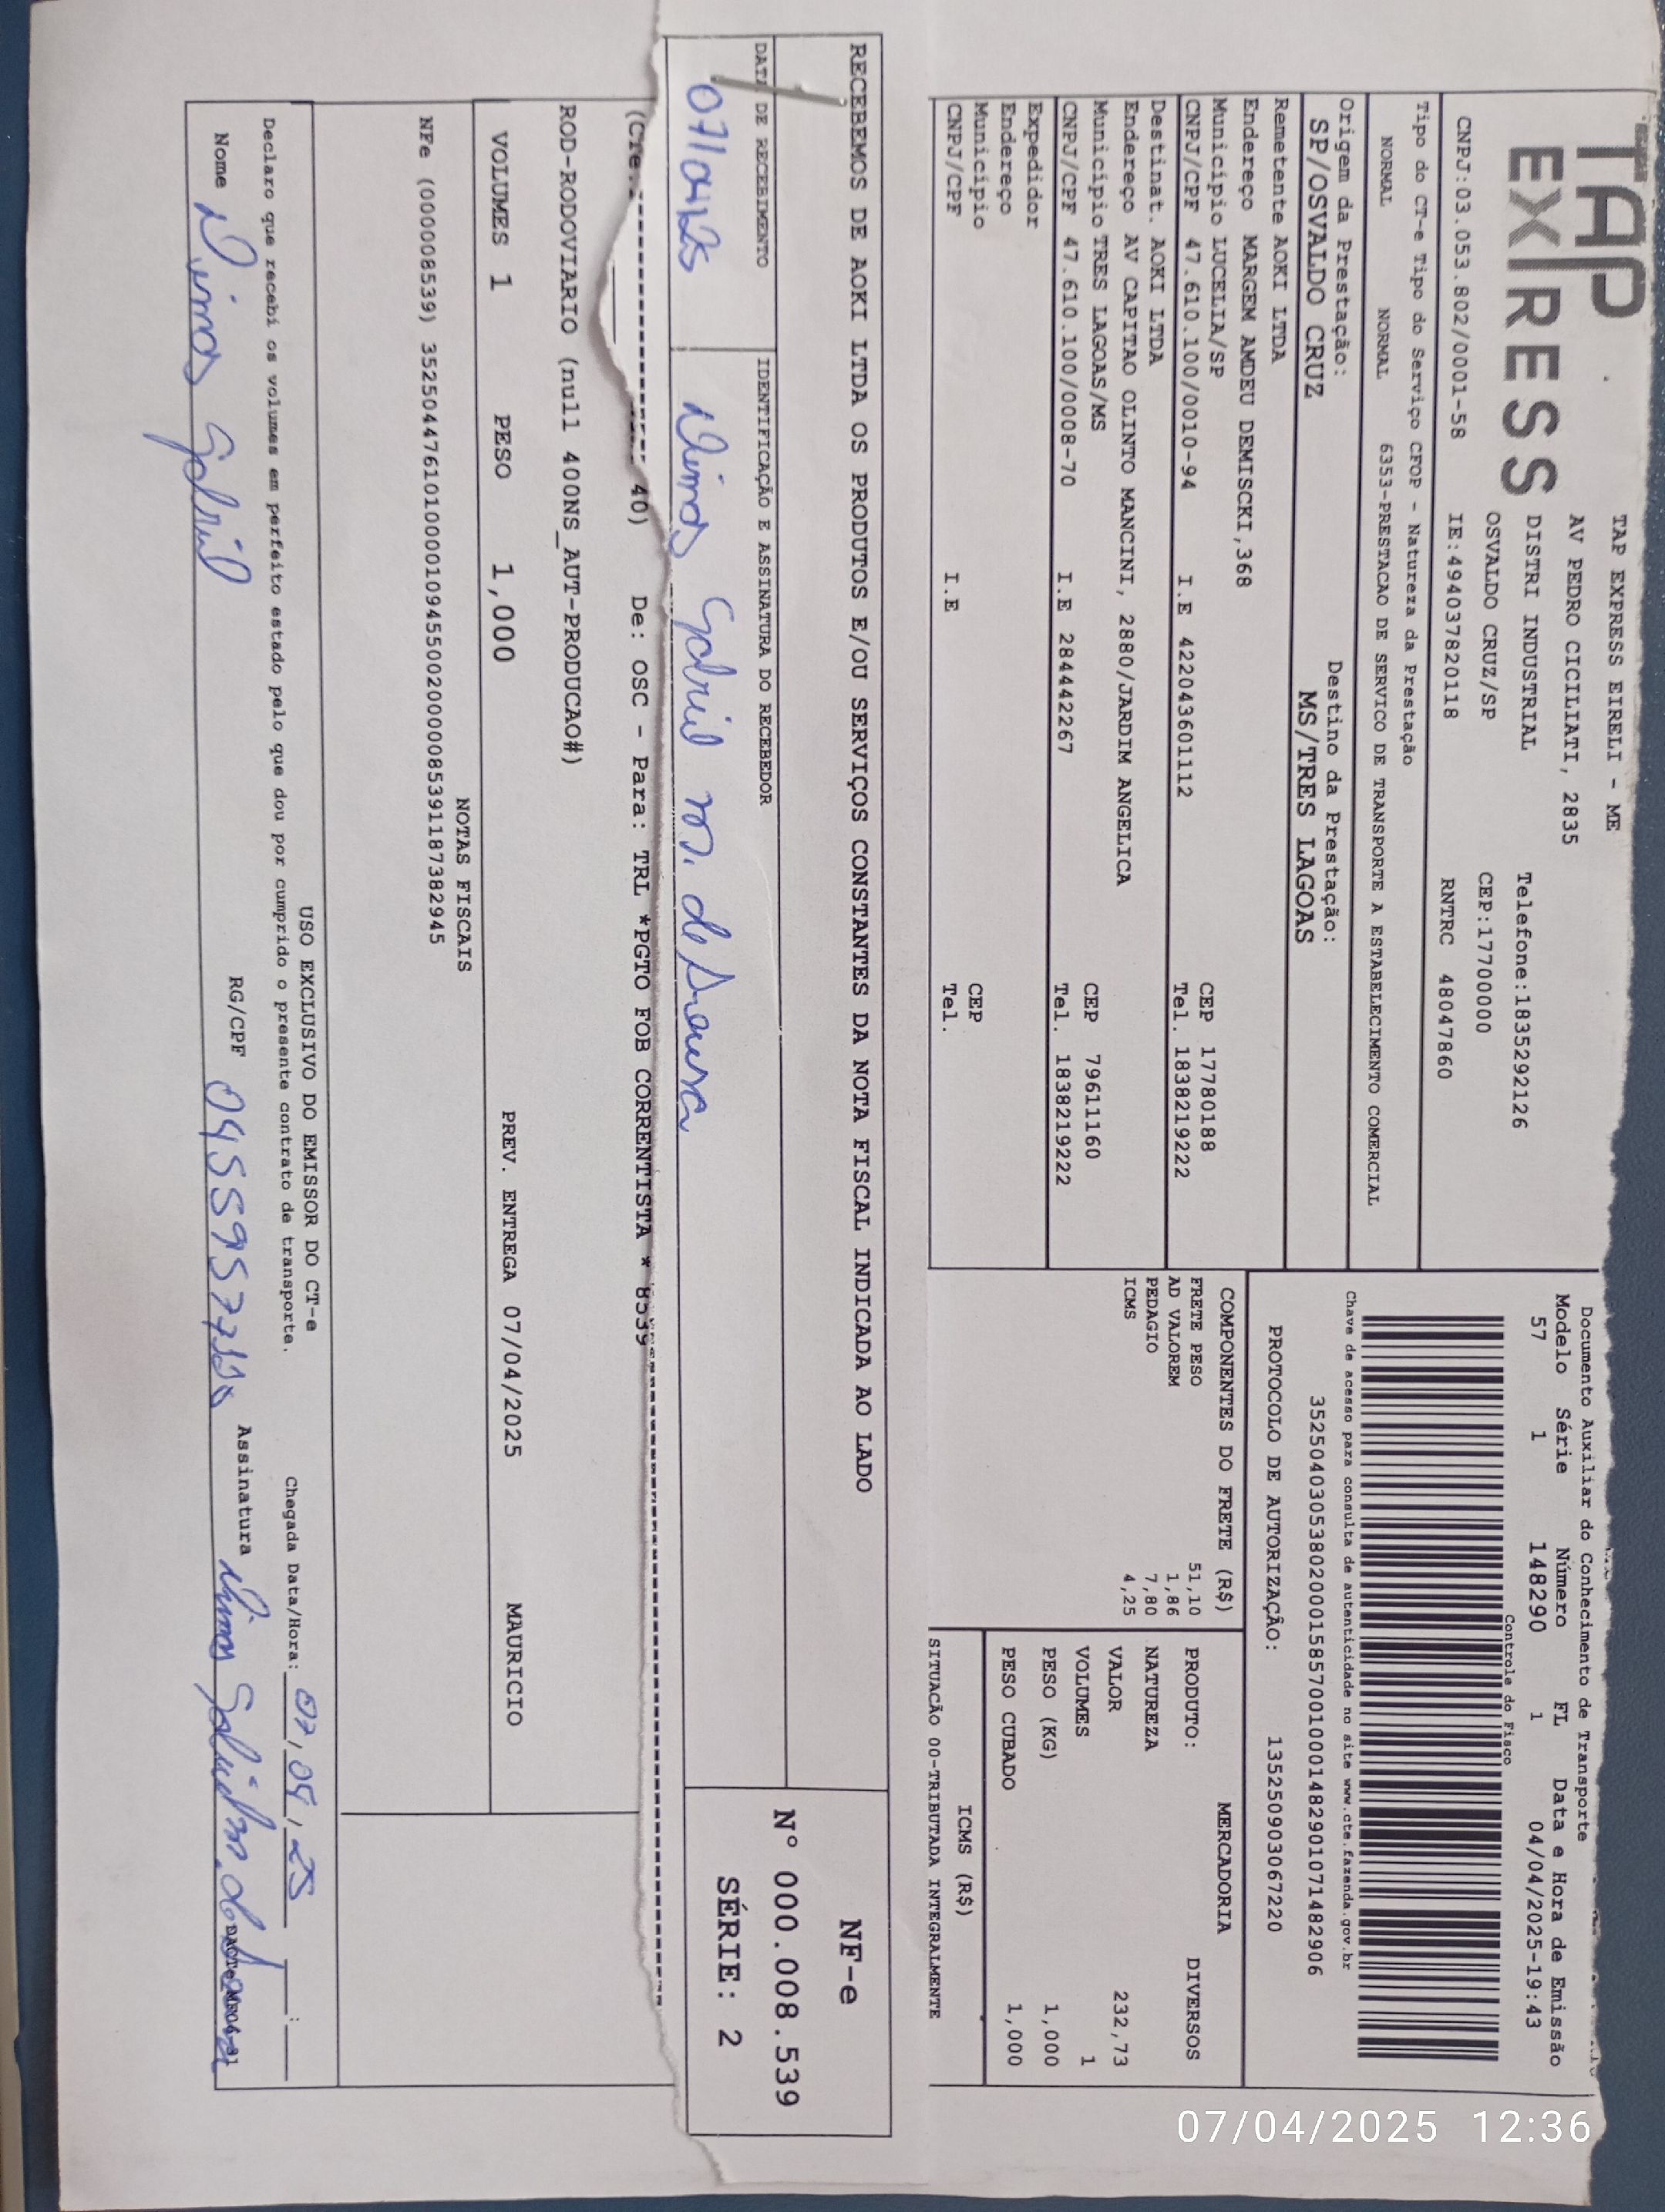 TAP
EXPRESS
TAP EXPRESS EIRELI - ME
AV PEDRO CICILIATI, 2835
DISTRI INDUSTRIAL
Telefone:1835292126
OSVALDO CRUZ/SP
CEP:17700000
CNPJ:03.053.802/0001-58
IE:494037820118
RNTRC 48047860
Tipo do CT-e Tipo do Serviço CFOP - Natureza da Prestação
NORMAL NORMAL 6353-PRESTACAO DE SERVICO DE TRANSPORTE A ESTABELECIMENTO COMERCIAL
Origem da Prestação:
Destino da Prestação:
SP/OSVALDO CRUZ
MS/TRES LAGOAS
Remetente AOKI LTDA
Endereço MARGEM AMDEU DEMISCKI,368
Município LUCELIA/SP
CEP 17780188
CNPJ/CPF 47.610.100/0010-94
I.E 422043601112
Tel. 1838219222
Destinat. AOKI LTDA
Endereço AV CAPITAO OLINTO MANCINI, 2880/JARDIM ANGELICA
Município TRES LAGOAS/MS
CEP 79611160
CNPJ/CPF 47.610.100/0008-70
I.E 284442267
Tel. 1838219222
Expedidor
Endereço
Município
CEP
CNPJ/CPF
I.E
Tel.
Documento Auxiliar do Conhecimento de Transporte
Modelo Série Número FL Data e Hora de Emissão
57 1 148290 1 04/04/2025-19:43
Controle do Fisco
Chave de acesso para consulta de autenticidade no site www.cte.fazenda.gov.br
35250403053802000158570010001482901071482906
PROTOCOLO DE AUTORIZAÇÃO: 135250903067220
COMPONENTES DO FRETE (R$)
FRETE PESO 51,10
AD VALOREM 1,86
PEDAGIO 7,80
ICMS 4,25
MERCADORIA
PRODUTO: DIVERSOS
NATUREZA
VALOR 232,73
VOLUMES 1
PESO (KG) 1,000
PESO CUBADO 1,000
ICMS (R$)
SITUACÃO 00-TRIBUTADA INTEGRALMENTE
RECEBEMOS DE AOKI LTDA OS PRODUTOS E/OU SERVIÇOS CONSTANTES DA NOTA FISCAL INDICADA AO LADO
NF-e
Nº 000.008.539
SÉRIE: 2
DATA DE RECEBIMENTO
IDENTIFICAÇÃO E ASSINATURA DO RECEBEDOR
07/04/25
Gabriel m. de Souza
40) De: OSC - Para: TRL *PGTO FOB CORRENTISTA * 8539
ROD-RODOVIARIO (null 400NS_AUT-PRODUCAO#)
VOLUMES 1 PESO 1,000 PREV. ENTREGA 07/04/2025 MAURICIO
NOTAS FISCAIS
NFe (000008539) 35250447610100001094550020000085391187382945
USO EXCLUSIVO DO EMISSOR DO CT-e
Declaro que recebi os volumes em perfeito estado pelo que dou por cumprido o presente contrato de transporte.
Chegada Data/Hora: 07/04/25 :
Nome Gabriel
RG/CPF
Assinatura
07/04/2025 12:36